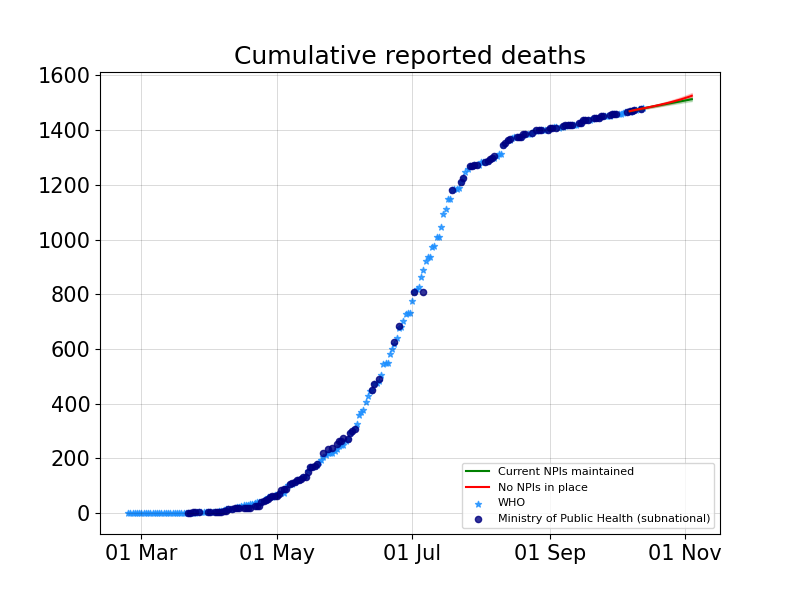 Cumulative reported deaths
1600
1400
1200
1000
800
600
400
200
0
Current NPIs maintained
No NPIs in place
WHO
Ministry of Public Health (subnational)
01 Mar
01 May
01 Jul
01 Sep
01 Nov